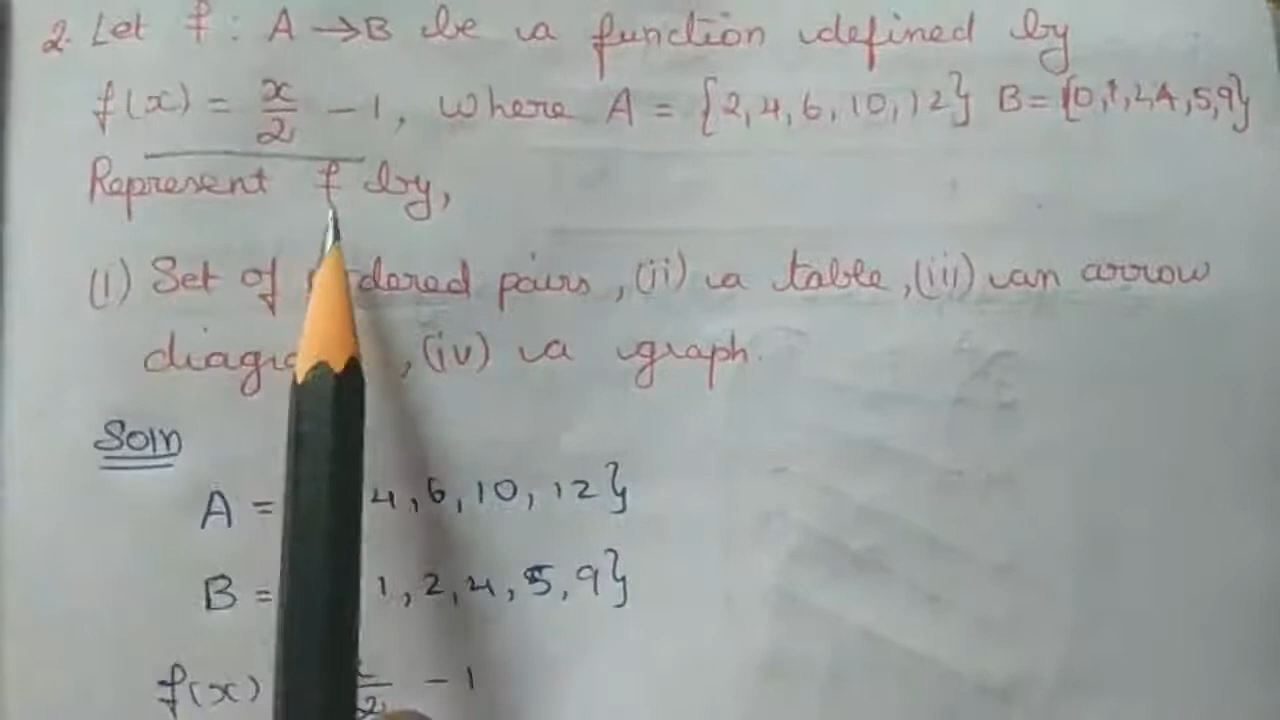 2. Let f : A → B be a function defined by
f(x) = x/2 - 1, where A = {2,4,6,10,12} B = {0,1,2,4,5,9}
Represent f by,
(i) Set of dered pairs, (ii) a table, (iii) an arrow
diagr , (iv) a graph.
Soln
A = 4, 6, 10, 12}
B = 1, 2, 4, 5, 9}
f(x) /2 - 1